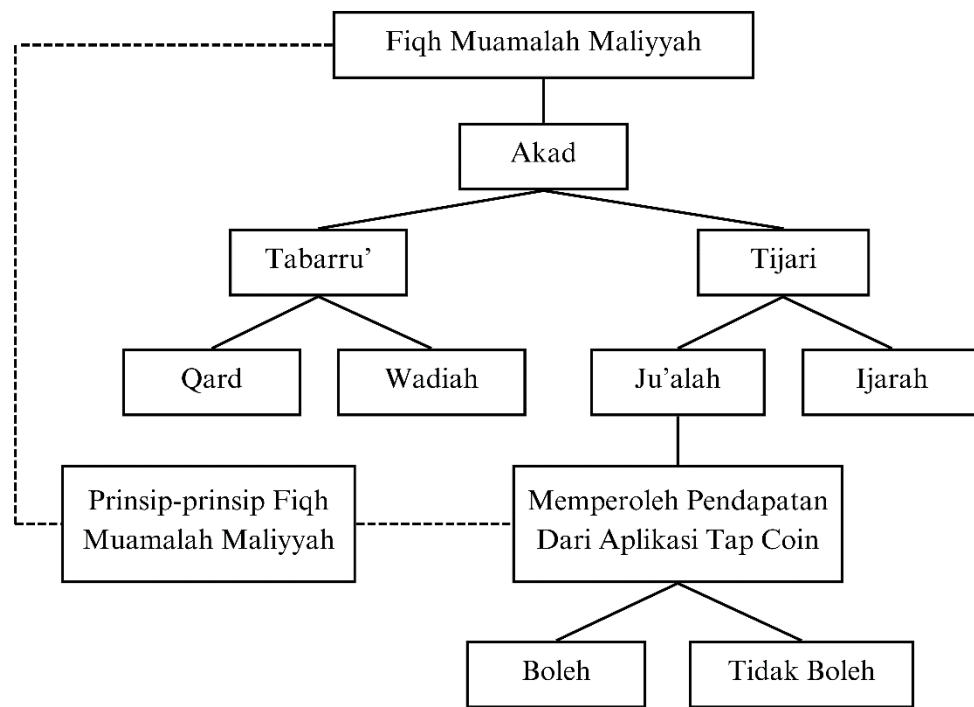 Fiqh Muamalah Maliyyah
Akad
Tabarru’
Tijari
Qard
Wadiah
Ju’alah
Ijarah
Prinsip-prinsip Fiqh
Muamalah Maliyyah
Memperoleh Pendapatan
Dari Aplikasi Tap Coin
Boleh
Tidak Boleh